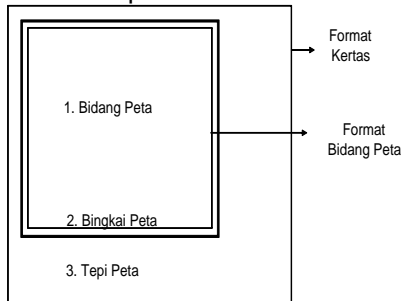 Format
Kertas
1. Bidang Peta
Format
Bidang Peta
2. Bingkai Peta
3. Tepi Peta